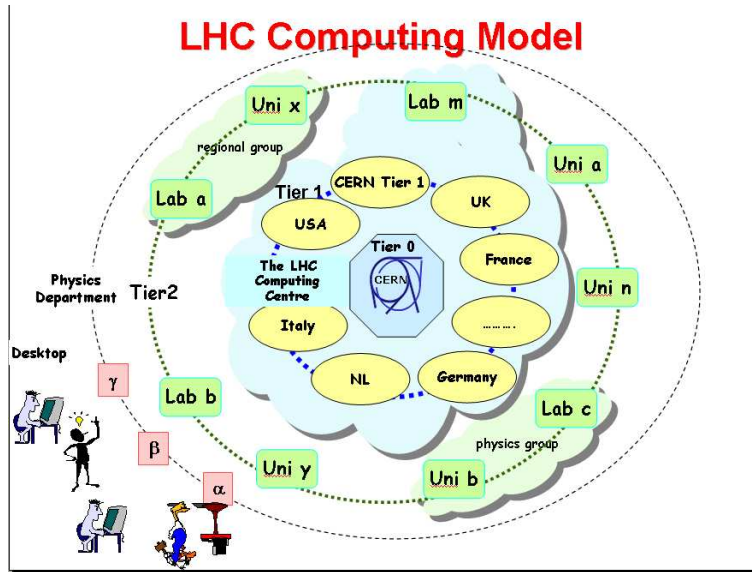 LHC Computing Model
Uni x
Lab m
regional group
Uni a
Lab a
Tier 1
CERN Tier 1
UK
USA
Tier 0
France
The LHC
Computing
Centre
CERN
Physics
Department
Tier2
Uni n
Italy
……….
Desktop
NL
Germany
γ
Lab b
Lab c
β
physics group
Uni y
Uni b
α